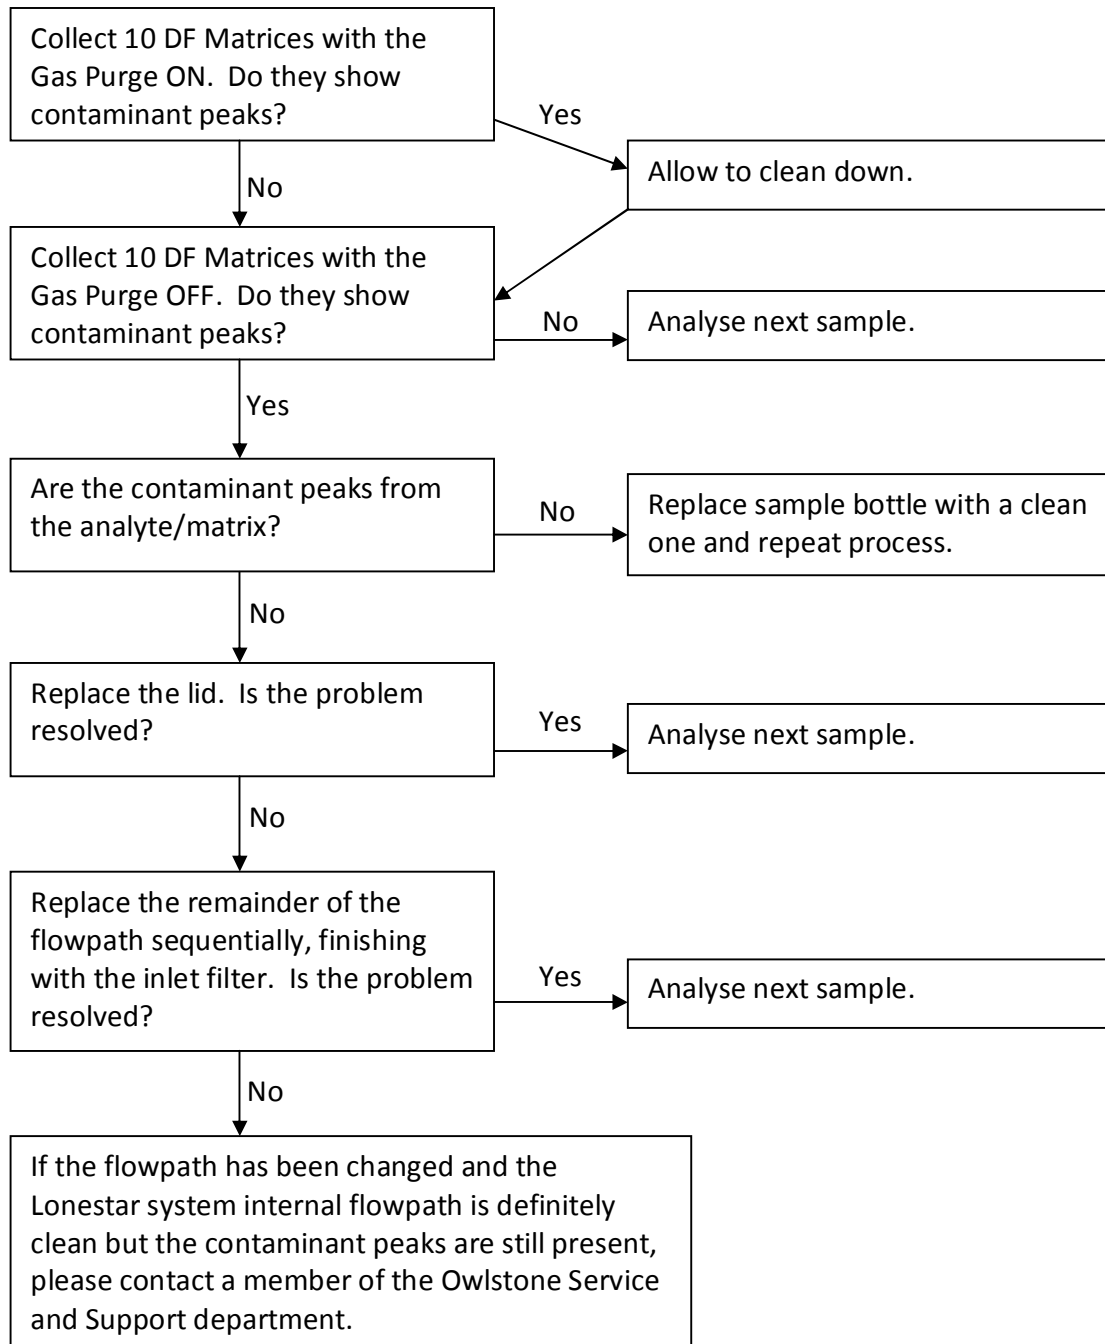 Collect 10 DF Matrices with the
Gas Purge ON.  Do they show
contaminant peaks?
Yes
Allow to clean down.
No
Collect 10 DF Matrices with the
Gas Purge OFF.  Do they show
contaminant peaks?
No
Analyse next sample.
Yes
Are the contaminant peaks from
the analyte/matrix?
No
Replace sample bottle with a clean
one and repeat process.
No
Replace the lid.  Is the problem
resolved?
Yes
Analyse next sample.
No
Replace the remainder of the
flowpath sequentially, finishing
with the inlet filter.  Is the problem
resolved?
Yes
Analyse next sample.
No
If the flowpath has been changed and the
Lonestar system internal flowpath is definitely
clean but the contaminant peaks are still present,
please contact a member of the Owlstone Service
and Support department.